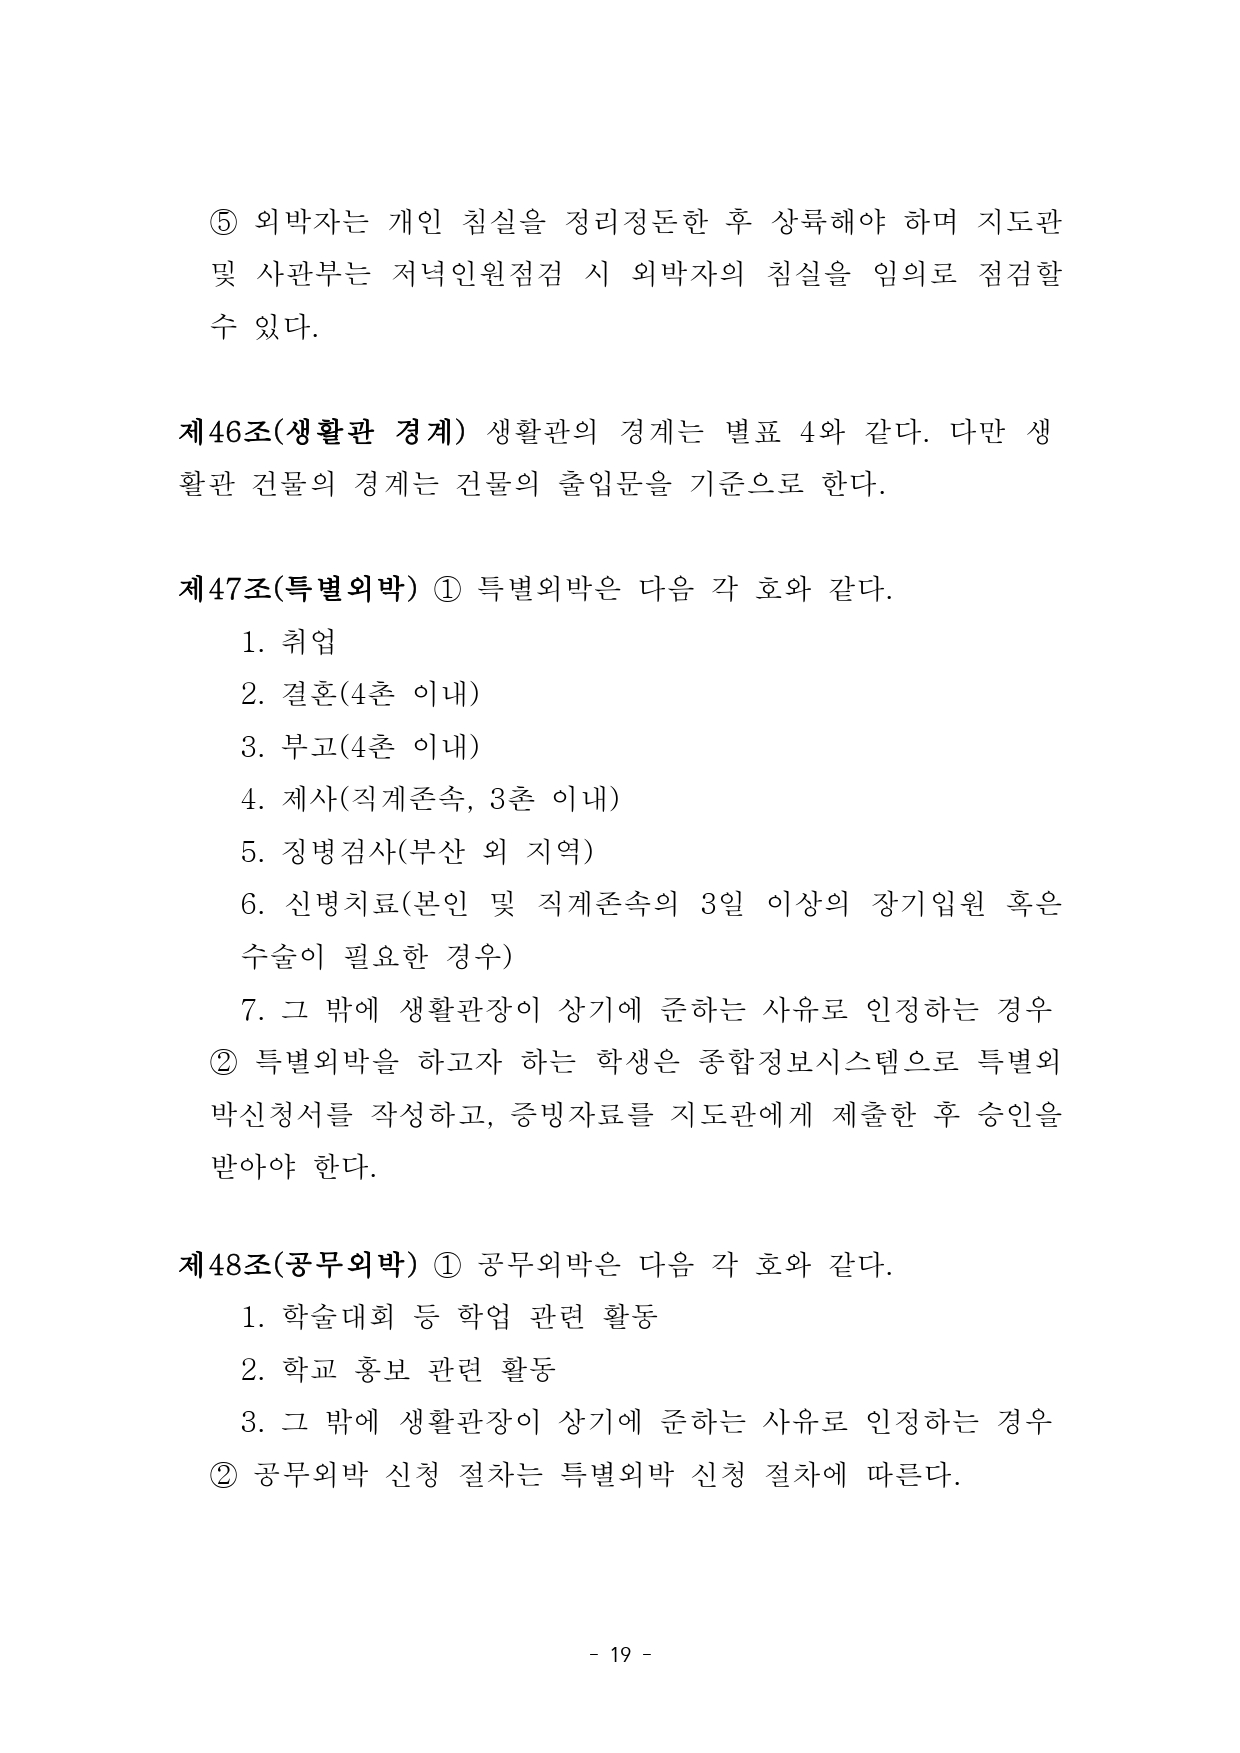 ⑤ 외박자는 개인 침실을 정리정돈한 후 상륙해야 하며 지도관
및 사관부는 저녁인원점검 시 외박자의 침실을 임의로 점검할
수 있다.
제46조(생활관 경계) 생활관의 경계는 별표 4와 같다. 다만 생
활관 건물의 경계는 건물의 출입문을 기준으로 한다.
제47조(특별외박) ① 특별외박은 다음 각 호와 같다.
1. 취업
2. 결혼(4촌 이내)
3. 부고(4촌 이내)
4. 제사(직계존속, 3촌 이내)
5. 징병검사(부산 외 지역)
6. 신병치료(본인 및 직계존속의 3일 이상의 장기입원 혹은
수술이 필요한 경우)
7. 그 밖에 생활관장이 상기에 준하는 사유로 인정하는 경우
② 특별외박을 하고자 하는 학생은 종합정보시스템으로 특별외
박신청서를 작성하고, 증빙자료를 지도관에게 제출한 후 승인을
받아야 한다.
제48조(공무외박) ① 공무외박은 다음 각 호와 같다.
1. 학술대회 등 학업 관련 활동
2. 학교 홍보 관련 활동
3. 그 밖에 생활관장이 상기에 준하는 사유로 인정하는 경우
② 공무외박 신청 절차는 특별외박 신청 절차에 따른다.
- 19 -